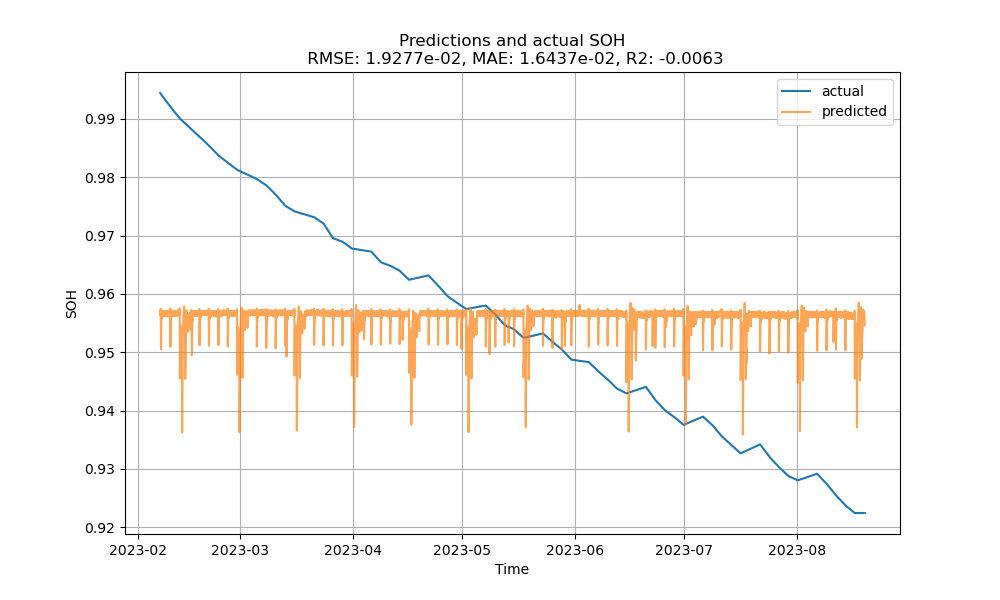 Predictions and actual SOH
RMSE: 1.9277e-02, MAE: 1.6437e-02, R2: -0.0063
actual
predicted
0.99
0.98
0.97
0.96
0.95
0.94
0.93
0.92
SOH
2023-02 2023-03 2023-04 2023-05 2023-06 2023-07 2023-08
Time